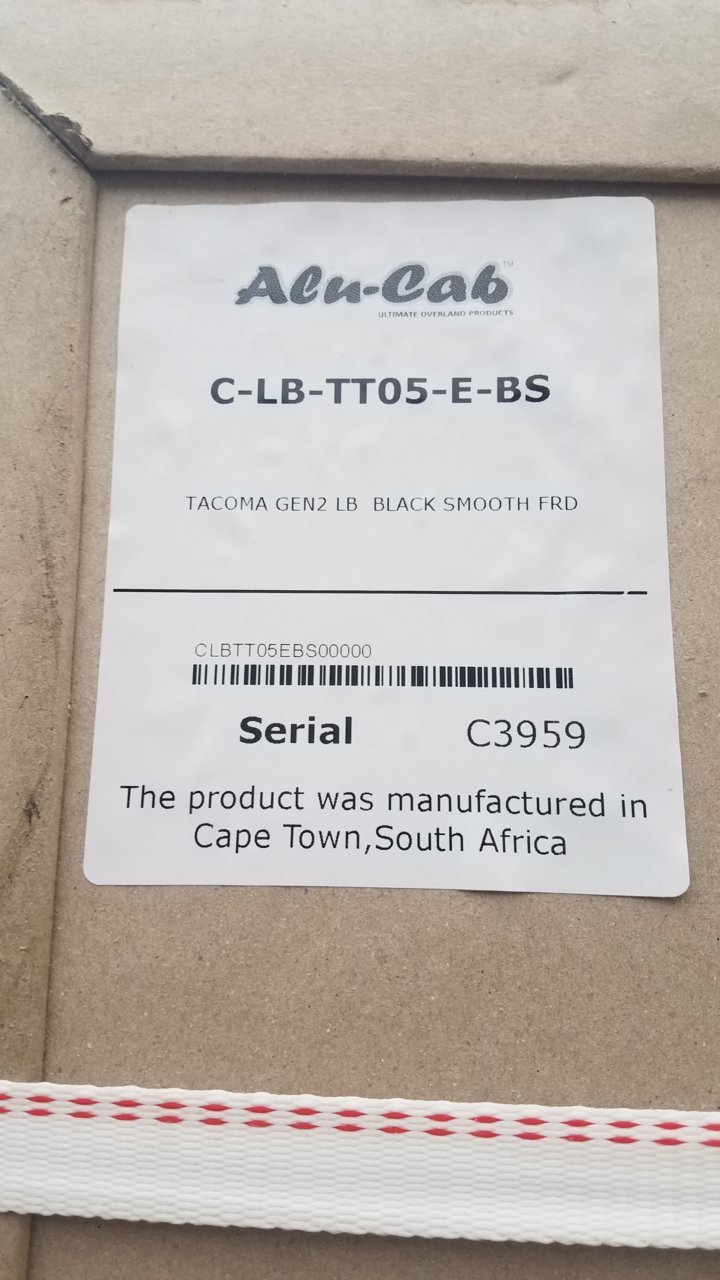 Alu-Cab™
ULTIMATE OVERLAND PRODUCTS
C-LB-TT05-E-BS
TACOMA GEN2 LB BLACK SMOOTH FRD
CLBTT05EBS00000
Serial C3959
The product was manufactured in
Cape Town,South Africa